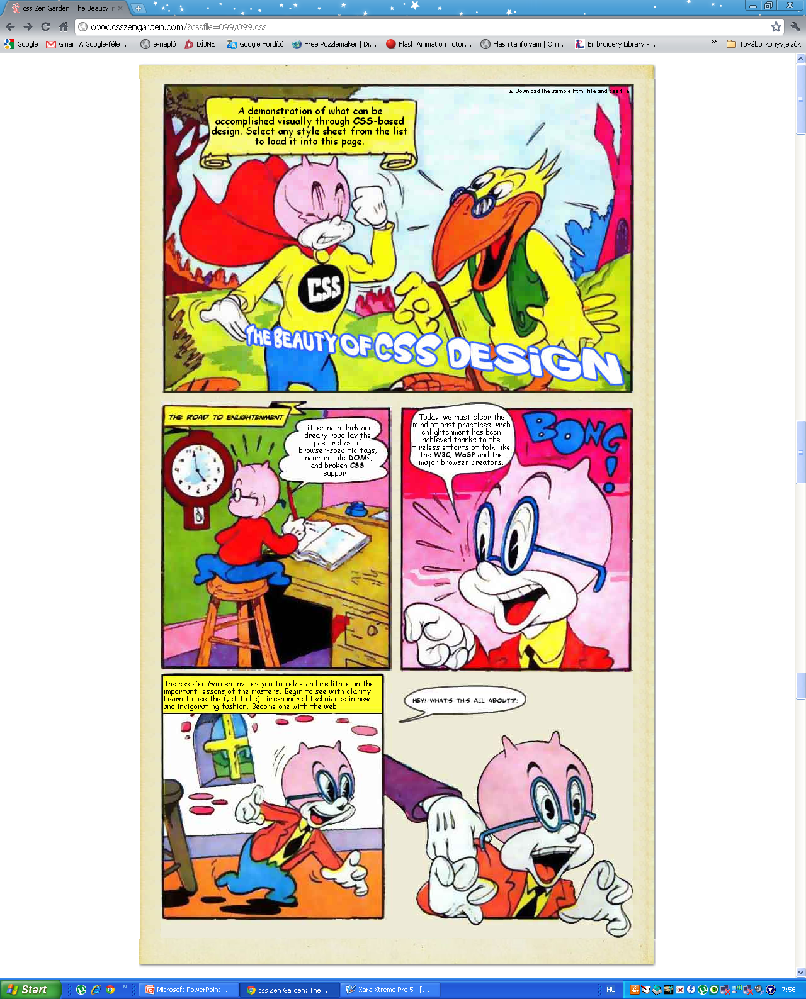 css Zen Garden: The Beauty in
www.csszengarden.com/?cssfile=099/099.css
Google
Gmail: A Google-féle ...
e-napló
DÍJNET
Google Fordító
Free Puzzlemaker | Di...
Flash Animation Tutor...
Flash tanfolyam | Onli...
Embroidery Library - ...
»
További könyvjelzők
Download the sample html file and css file
A demonstration of what can be
accomplished visually through CSS-based
design. Select any style sheet from the list
to load it into this page.
CSS
THE BEAUTY OF CSS DESiGN
THE ROAD TO ENLIGHTENMENT
Littering a dark and
dreary road lay the
past relics of
browser-specific tags,
incompatible DOMs,
and broken CSS
support.
Today, we must clear the
mind of past practices. Web
enlightenment has been
achieved thanks to the
tireless efforts of folk like
the W3C, WaSP and the
major browser creators.
BONG!
The css Zen Garden invites you to relax and meditate on the
important lessons of the masters. Begin to see with clarity.
Learn to use the (yet to be) time-honored techniques in new
and invigorating fashion. Become one with the web.
HEY! WHAT'S THIS ALL ABOUT?!
Start
»
Microsoft PowerPoint ...
css Zen Garden: The ...
Xara Xtreme Pro 5 - [...
HU
7:56